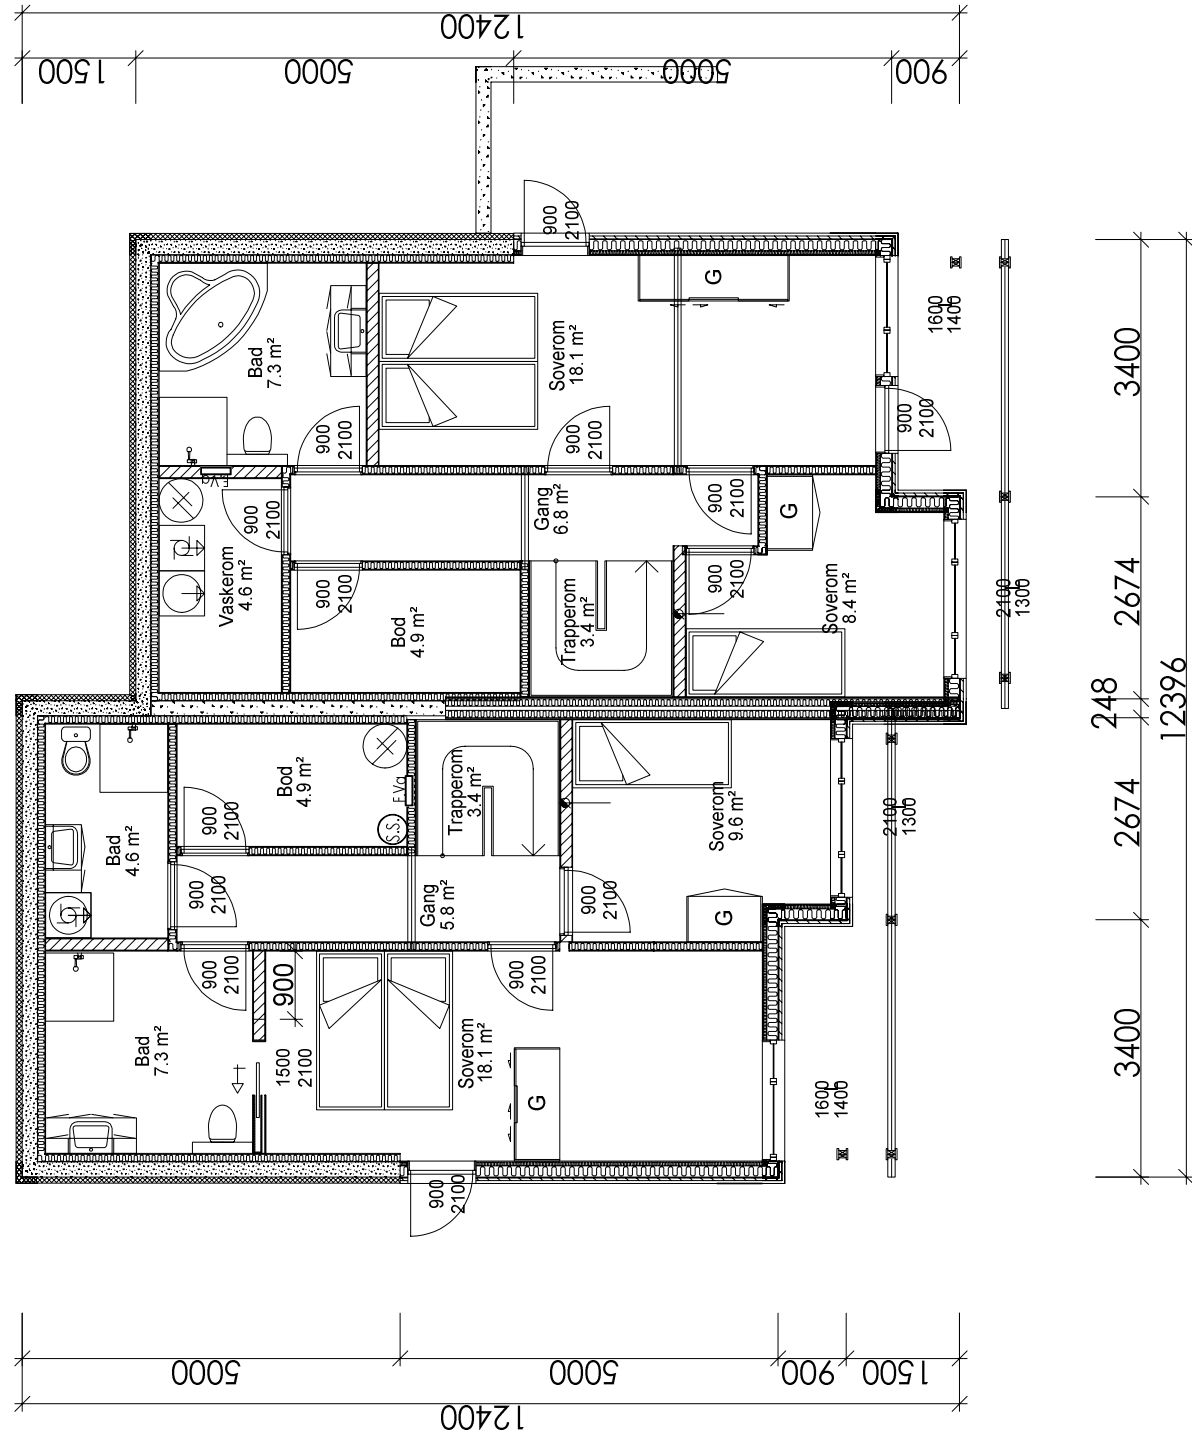 12400
1500
5000
5000
900
900
2100
Bad
7.3 m²
G
Soverom
18.1 m²
1600
1400
900
2100
900
2100
900
2100
F.Vg
900
2100
Gang
6.8 m²
900
2100
G
Vaskerom
4.6 m²
900
2100
Bod
4.9 m²
Trapperom
3.4 m²
900
2100
Soverom
8.4 m²
2100
1300
3400
2674
248
12396
2674
3400
Bad
4.6 m²
Bod
4.9 m²
F.Vg
S.S.
900
2100
Trapperom
3.4 m²
Soverom
9.6 m²
2100
1300
900
2100
Gang
5.8 m²
900
2100
G
900
2100
900
900
2100
Bad
7.3 m²
1500
2100
Soverom
18.1 m²
G
1600
1400
900
2100
5000
5000
900
1500
12400